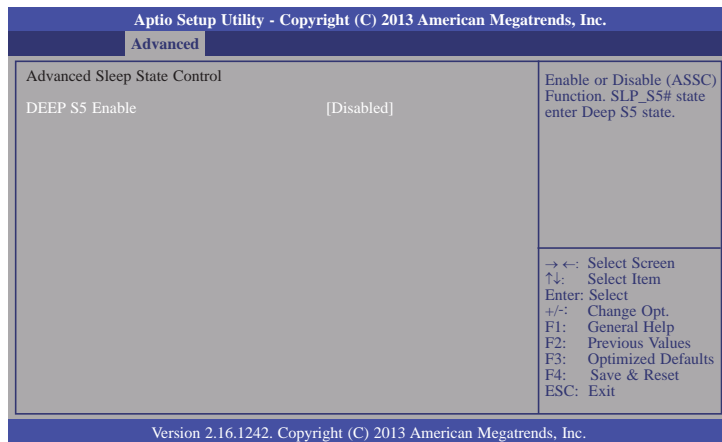 Aptio Setup Utility - Copyright (C) 2013 American Megatrends, Inc.
Advanced
Advanced Sleep State Control
DEEP S5 Enable [Disabled]
Enable or Disable (ASSC)
Function. SLP_S5# state
enter Deep S5 state.
→←: Select Screen
↑↓: Select Item
Enter: Select
+/-: Change Opt.
F1: General Help
F2: Previous Values
F3: Optimized Defaults
F4: Save & Reset
ESC: Exit
Version 2.16.1242. Copyright (C) 2013 American Megatrends, Inc.